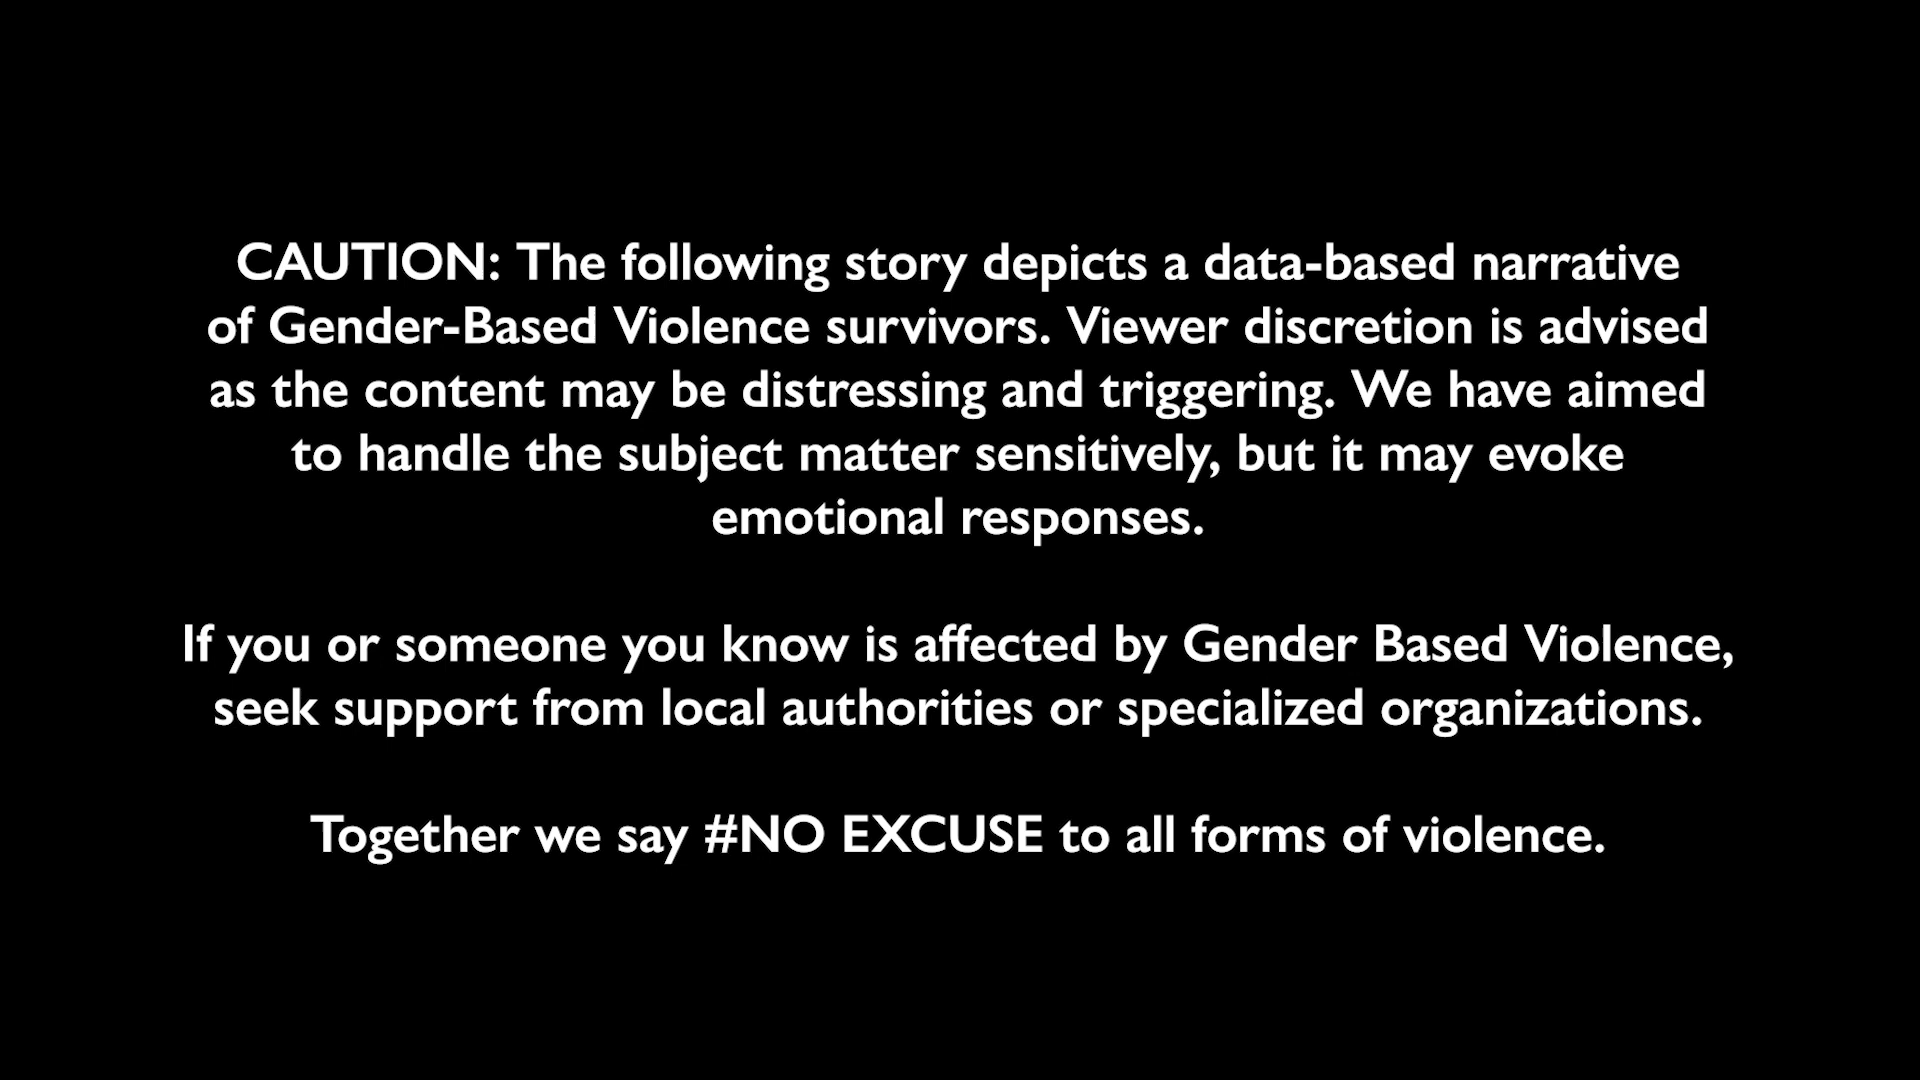 CAUTION: The following story depicts a data-based narrative
of Gender-Based Violence survivors. Viewer discretion is advised
as the content may be distressing and triggering. We have aimed
to handle the subject matter sensitively, but it may evoke
emotional responses.
If you or someone you know is affected by Gender Based Violence,
seek support from local authorities or specialized organizations.
Together we say #NO EXCUSE to all forms of violence.